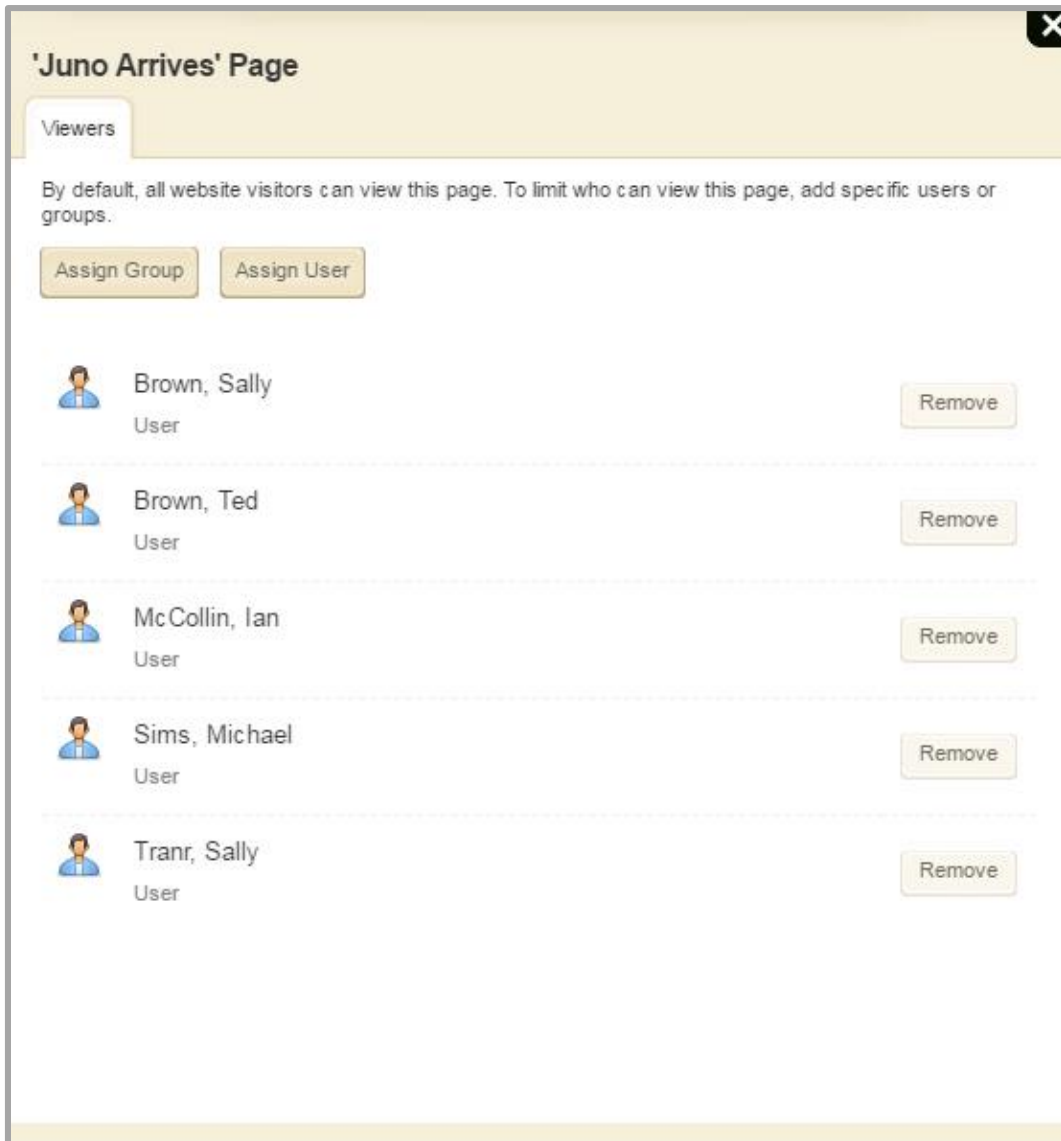 'Juno Arrives' Page
Viewers
By default, all website visitors can view this page. To limit who can view this page, add specific users or
groups.
Assign Group Assign User
Brown, Sally
User
Remove
Brown, Ted
User
Remove
McCollin, Ian
User
Remove
Sims, Michael
User
Remove
Tranr, Sally
User
Remove